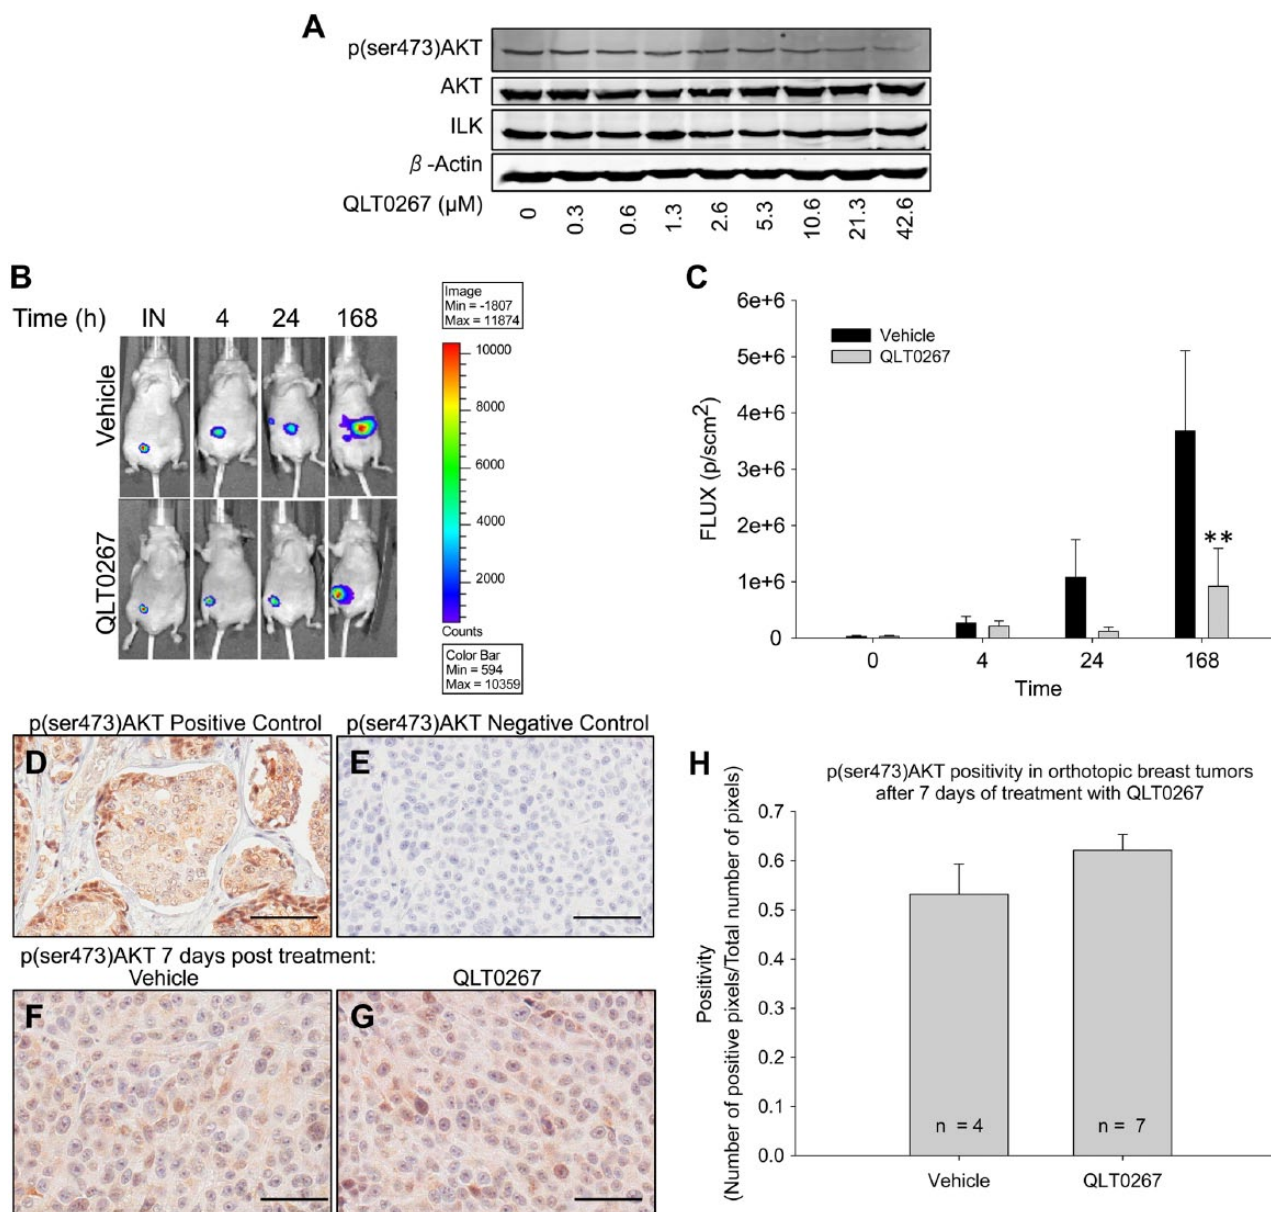 A
p(ser473)AKT
AKT
ILK
β -Actin
QLT0267 (µM)
0
0.3
0.6
1.3
2.6
5.3
10.6
21.3
42.6
B
Time (h) IN 4 24 168
Vehicle
QLT0267
Image
Min = -1807
Max = 11874
10000
8000
6000
4000
2000
Counts
Color Bar
Min = 594
Max = 10359
C
6e+6
5e+6
4e+6
3e+6
2e+6
1e+6
0
FLUX (p/scm²)
Vehicle
QLT0267
**
0 4 24 168
Time
p(ser473)AKT Positive Control
D
p(ser473)AKT Negative Control
E
p(ser473)AKT 7 days post treatment:
Vehicle
QLT0267
F
G
H
p(ser473)AKT positivity in orthotopic breast tumors
after 7 days of treatment with QLT0267
Positivity
(Number of positive pixels/Total number of pixels)
0.7
0.6
0.5
0.4
0.3
0.2
0.1
0.0
n = 4
n = 7
Vehicle
QLT0267